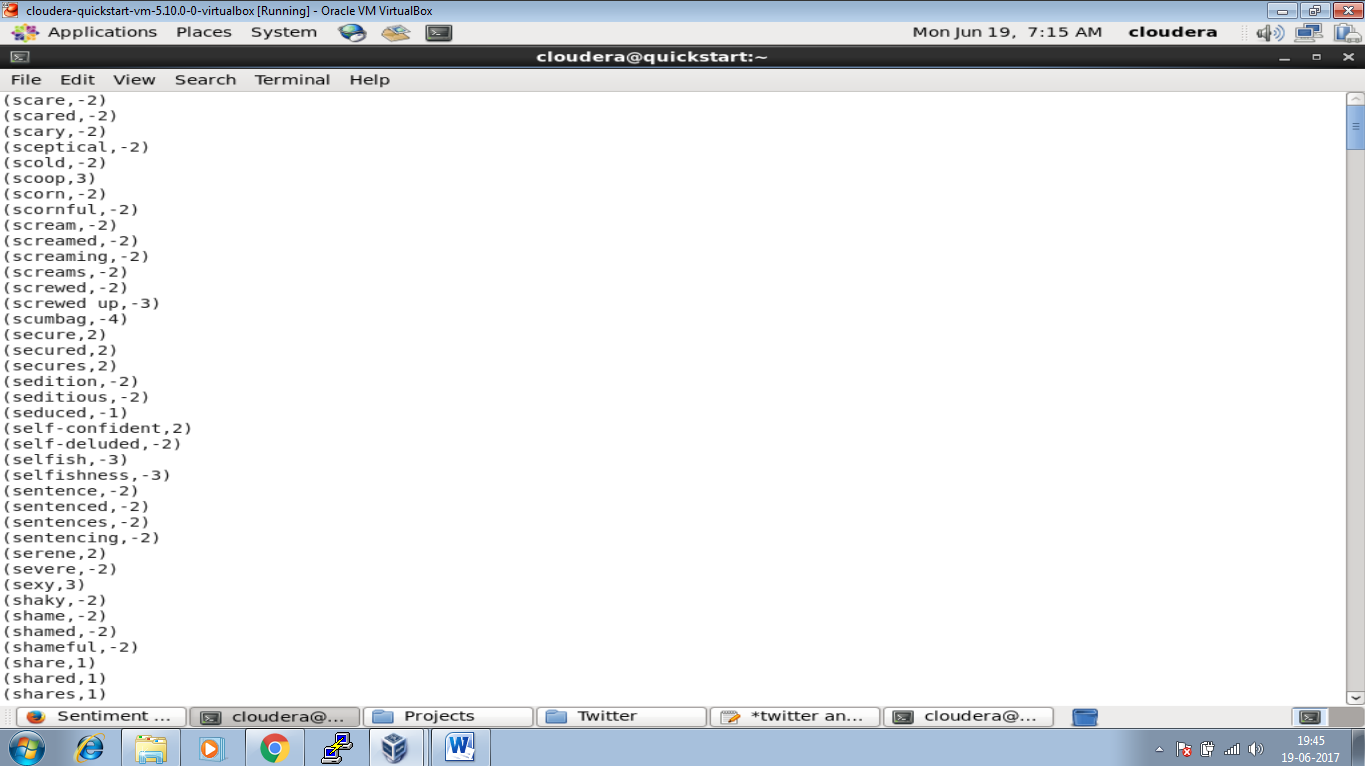 cloudera-quickstart-vm-5.10.0-0-virtualbox [Running] - Oracle VM VirtualBox
Applications Places System Mon Jun 19, 7:15 AM cloudera
cloudera@quickstart:~
File Edit View Search Terminal Help
(scare,-2)
(scared,-2)
(scary,-2)
(sceptical,-2)
(scold,-2)
(scoop,3)
(scorn,-2)
(scornful,-2)
(scream,-2)
(screamed,-2)
(screaming,-2)
(screams,-2)
(screwed,-2)
(screwed up,-3)
(scumbag,-4)
(secure,2)
(secured,2)
(secures,2)
(sedition,-2)
(seditious,-2)
(seduced,-1)
(self-confident,2)
(self-deluded,-2)
(selfish,-3)
(selfishness,-3)
(sentence,-2)
(sentenced,-2)
(sentences,-2)
(sentencing,-2)
(serene,2)
(severe,-2)
(sexy,3)
(shaky,-2)
(shame,-2)
(shamed,-2)
(shameful,-2)
(share,1)
(shared,1)
(shares,1)
Sentiment ... cloudera@... Projects Twitter *twitter an... cloudera@...
19:45
19-06-2017